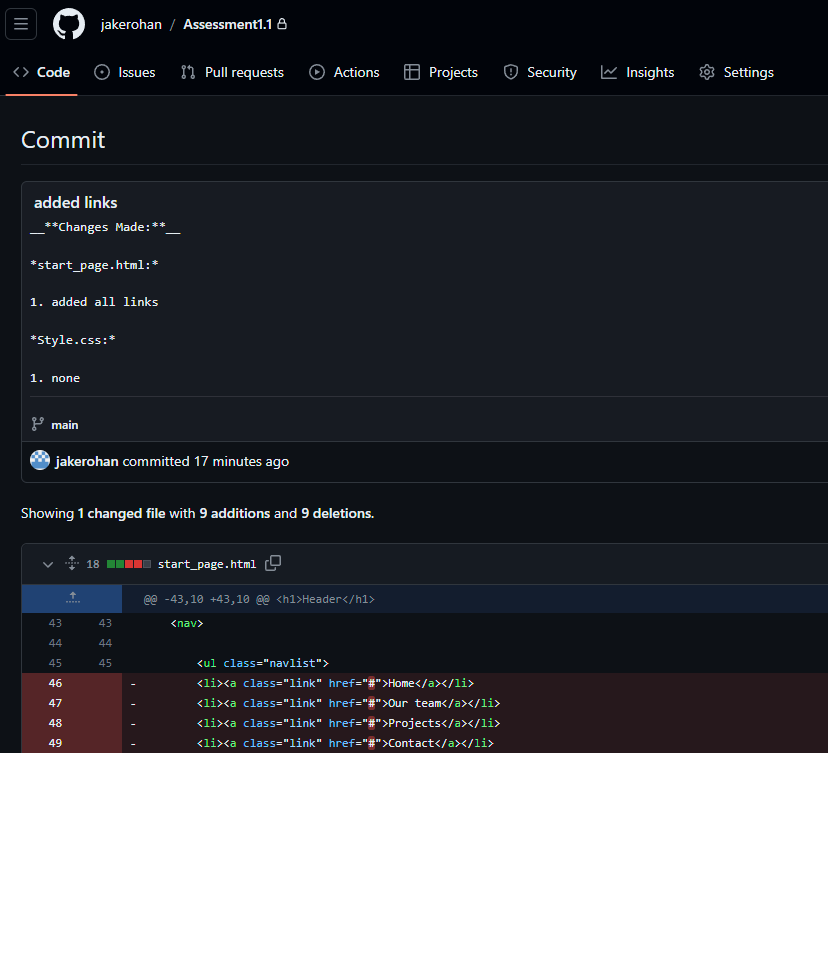 jakerohan / Assessment1.1
Code Issues Pull requests Actions Projects Security Insights Settings
Commit
added links
__**Changes Made:**__
*start_page.html:*
1. added all links
*Style.css:*
1. none
main
jakerohan committed 17 minutes ago
Showing 1 changed file with 9 additions and 9 deletions.
18 start_page.html
@@ -43,10 +43,10 @@ <h1>Header</h1>
43 43 <nav>
44 44
45 45 <ul class="navlist">
46 - <li><a class="link" href="#">Home</a></li>
47 - <li><a class="link" href="#">Our team</a></li>
48 - <li><a class="link" href="#">Projects</a></li>
49 - <li><a class="link" href="#">Contact</a></li>